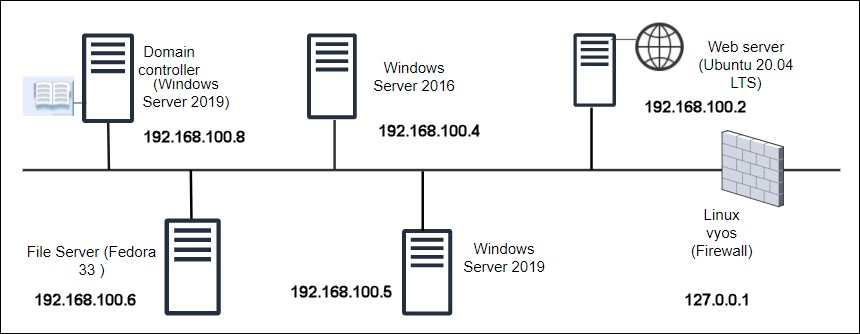 Domain
controller
(Windows
Server 2019)
192.168.100.8
Windows
Server 2016
192.168.100.4
Web server
(Ubuntu 20.04
LTS)
192.168.100.2
File Server (Fedora
33 )
192.168.100.6
Windows
Server 2019
192.168.100.5
Linux
vyos
(Firewall)
127.0.0.1